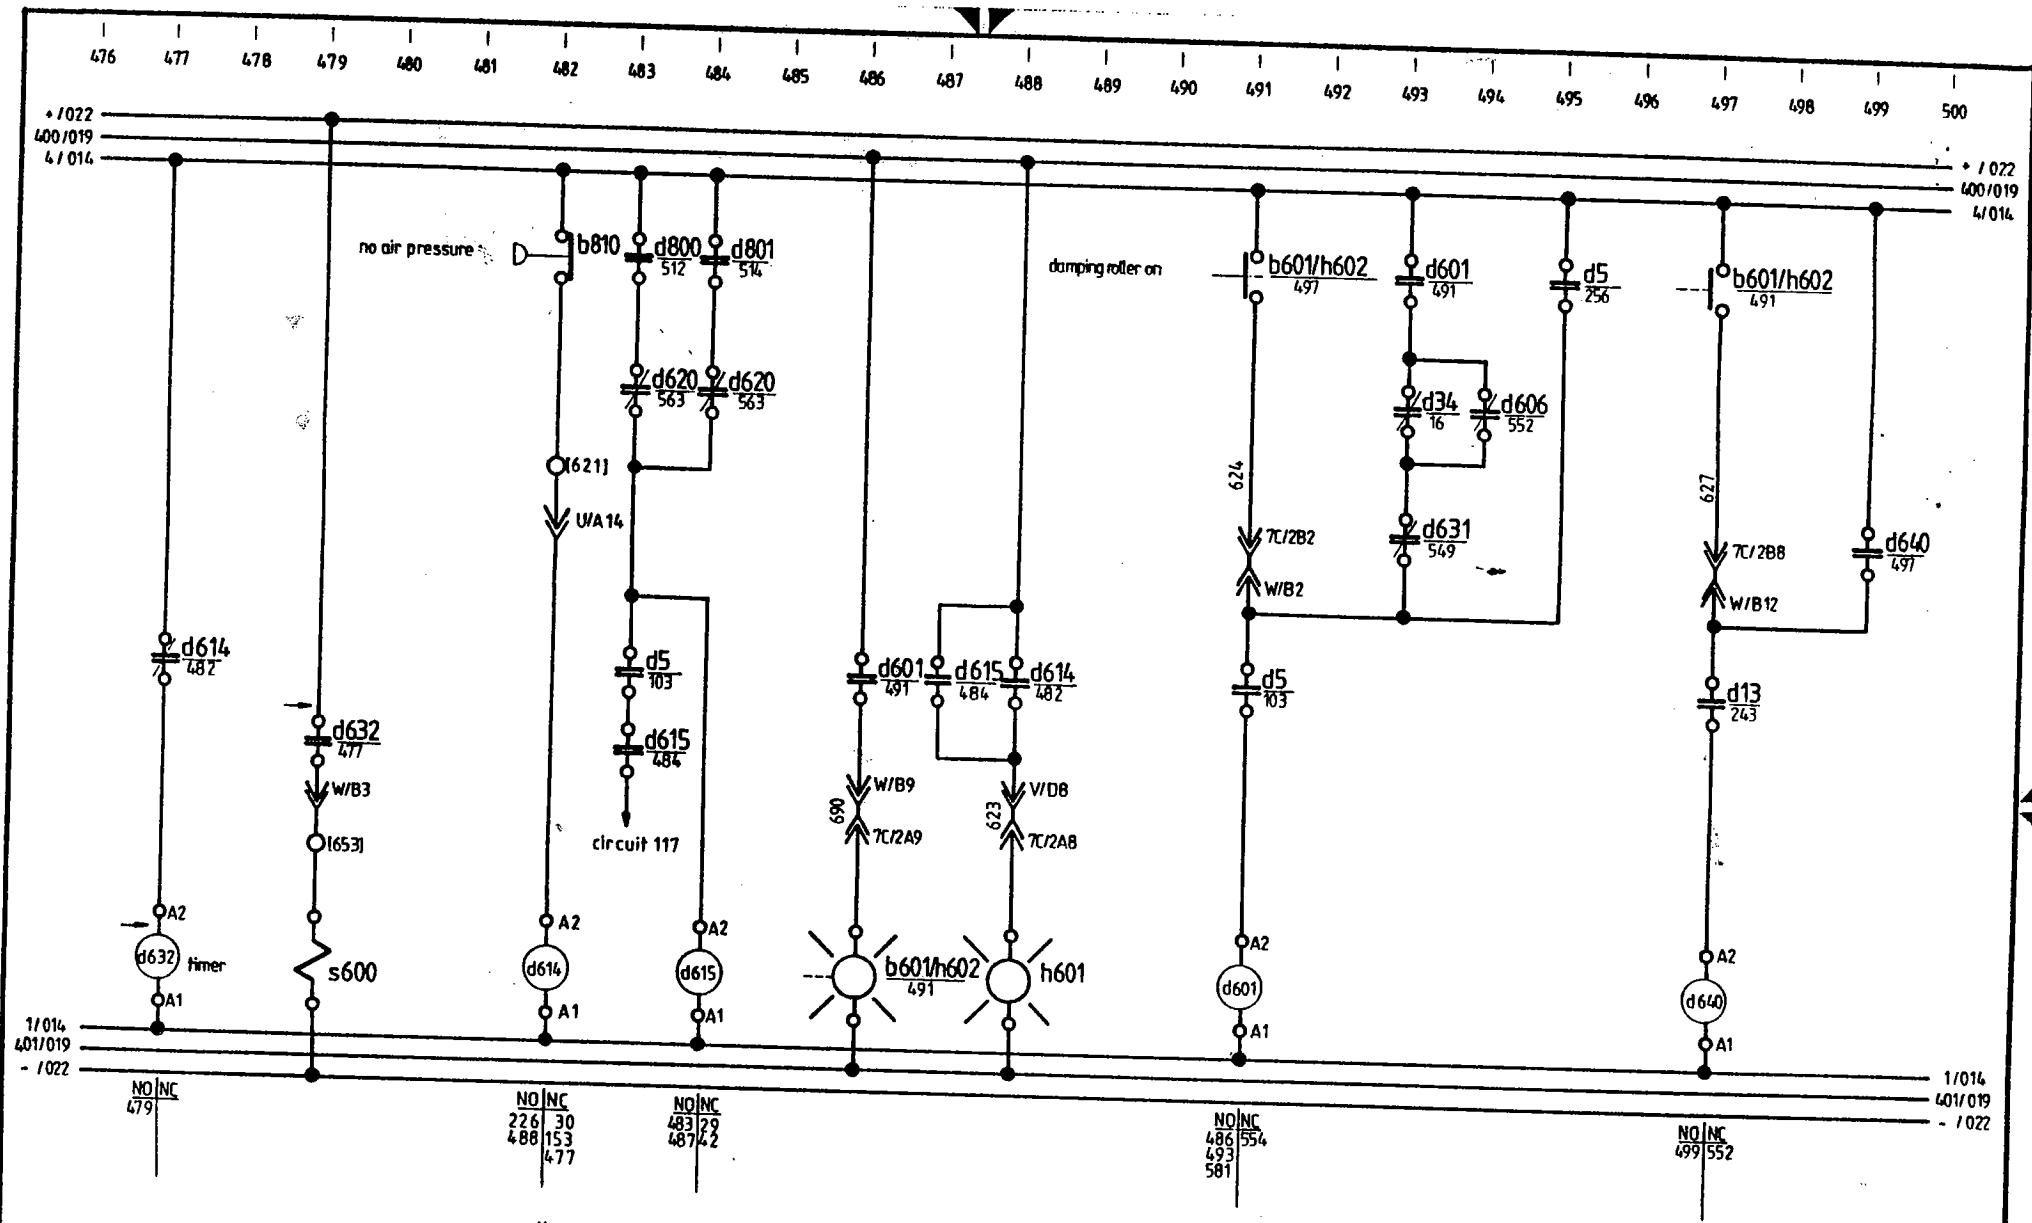 476 477 478 479 480 481 482 483 484 485 486 487 488 489 490 491 492 493 494 495 496 497 498 499 500
+ / 022
400/019
4 / 014
+ / 022
400/019
4/014
no air pressure
b810
d800
512
d801
514
damping roller on
b601/h602
497
d601
491
d5
256
b601/h602
491
d620
563
d620
563
d34
16
d606
552
[621]
U/A14
624
627
d631
549
7C/2B2
W/B2
7C/2B8
W/B12
d640
497
d614
482
d5
103
d601
491
d615
484
d614
482
d5
103
d13
243
d632
477
d615
484
W/B3
W/B9
690
7C/2A9
V/D8
623
7C/2A8
[653]
circuit 117
A2
d632
timer
A1
s600
A2
d614
A1
A2
d615
A1
b601/h602
491
h601
A2
d601
A1
A2
d640
A1
1/014
401/019
- /022
1/014
401/019
- /022
NO NC
479
NO NC
226 30
488 153
477
NO NC
483 29
487 42
NO NC
486 554
493
581
NO NC
499 552